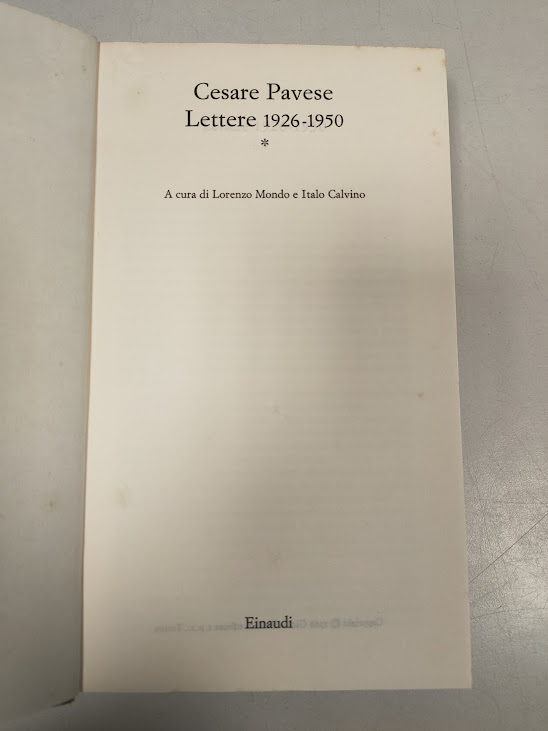 Cesare Pavese
Lettere 1926-1950
*
A cura di Lorenzo Mondo e Italo Calvino
Einaudi